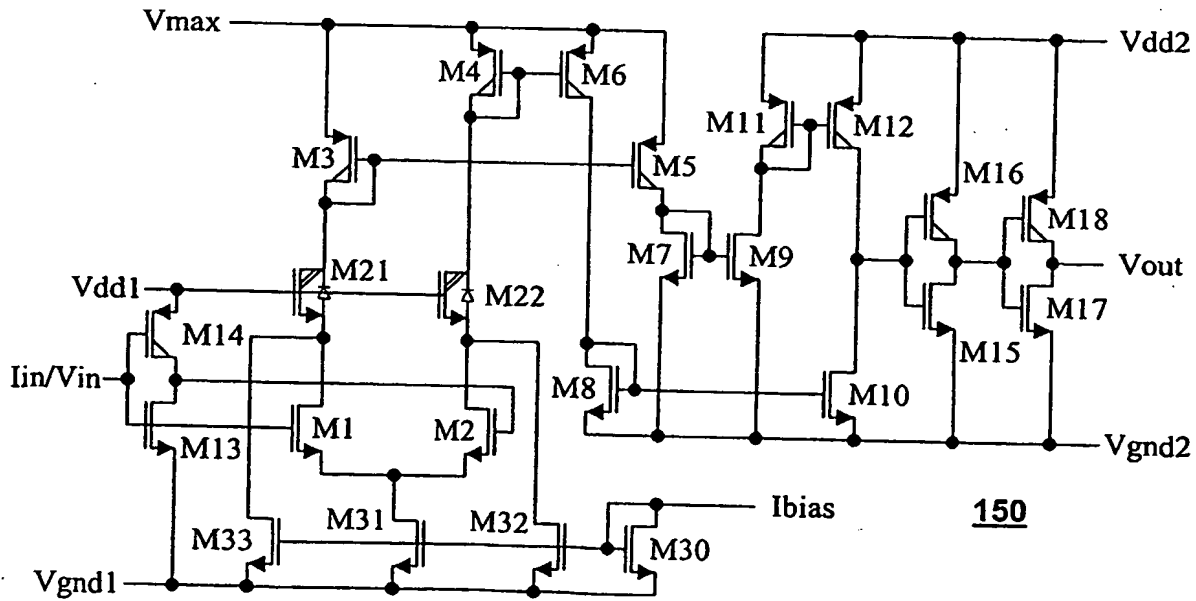 Vmax
Vdd2
M4
M6
M11
M12
M3
M5
M16
M18
M7
M9
Vdd1
M21
M22
Vout
M14
M17
M15
Iin/Vin
M8
M10
M1
M2
M13
Vgnd2
Ibias
150
M33
M31
M32
M30
Vgnd1